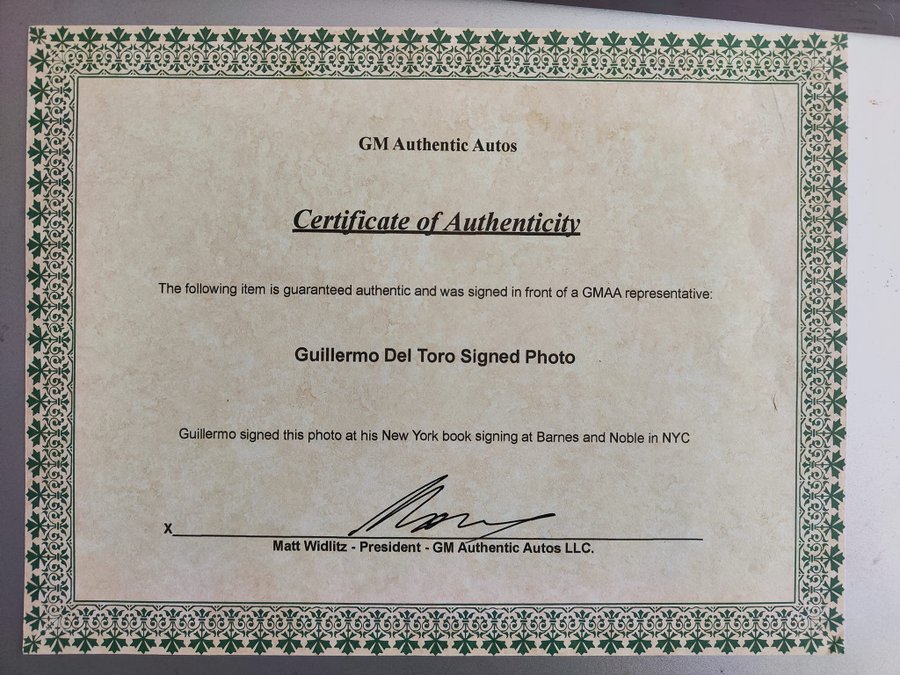 GM Authentic Autos
Certificate of Authenticity
The following item is guaranteed authentic and was signed in front of a GMAA representative:
Guillermo Del Toro Signed Photo
Guillermo signed this photo at his New York book signing at Barnes and Noble in NYC
X
Matt Widlitz - President - GM Authentic Autos LLC.